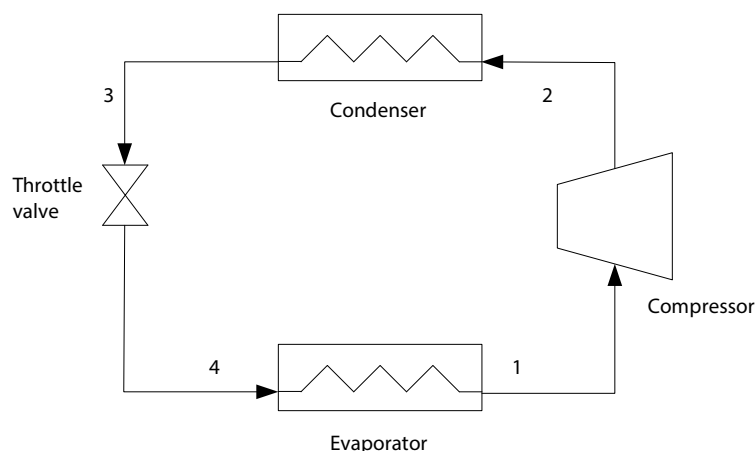 Condenser
2
3
Throttle
valve
Compressor
4
1
Evaporator